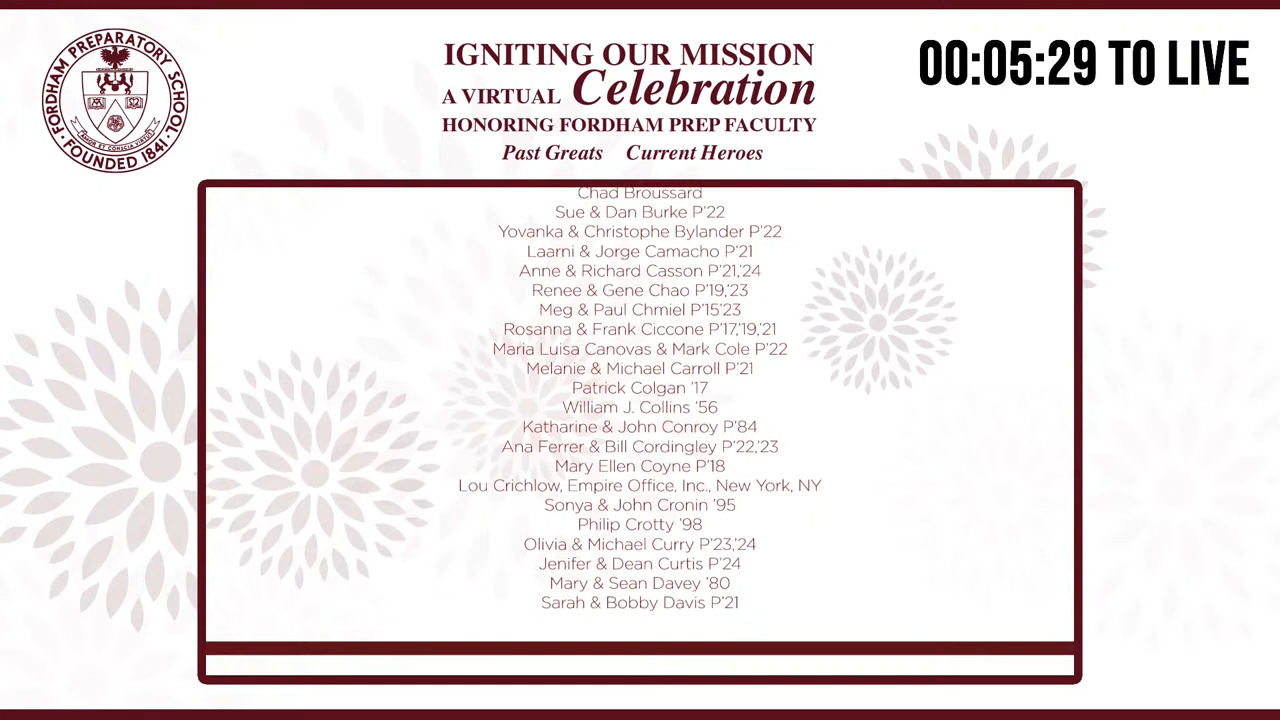 FORDHAM PREPARATORY SCHOOL
FOUNDED 1841
IGNITING OUR MISSION
A VIRTUAL Celebration
HONORING FORDHAM PREP FACULTY
Past Greats Current Heroes
00:05:29 TO LIVE
Chad Broussard
Sue & Dan Burke P'22
Yovanka & Christophe Bylander P'22
Laarni & Jorge Camacho P'21
Anne & Richard Casson P'21,'24
Renee & Gene Chao P'19,'23
Meg & Paul Chmiel P'15'23
Rosanna & Frank Ciccone P'17,'19,'21
Maria Luisa Canovas & Mark Cole P'22
Melanie & Michael Carroll P'21
Patrick Colgan '17
William J. Collins '56
Katharine & John Conroy P'84
Ana Ferrer & Bill Cordingley P'22,'23
Mary Ellen Coyne P'18
Lou Crichlow, Empire Office, Inc., New York, NY
Sonya & John Cronin '95
Philip Crotty '98
Olivia & Michael Curry P'23,'24
Jenifer & Dean Curtis P'24
Mary & Sean Davey '80
Sarah & Bobby Davis P'21